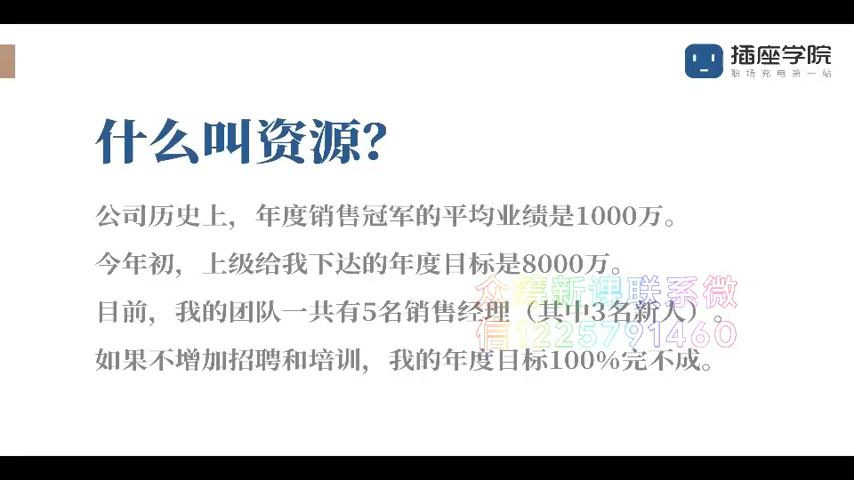 插座学院
职场充电第一站
什么叫资源？
公司历史上，年度销售冠军的平均业绩是1000万。
今年初，上级给我下达的年度目标是8000万。
目前，我的团队一共有5名销售经理（其中3名新人）。
如果不增加招聘和培训，我的年度目标100%完不成。
众筹新课联系微
信1225791460